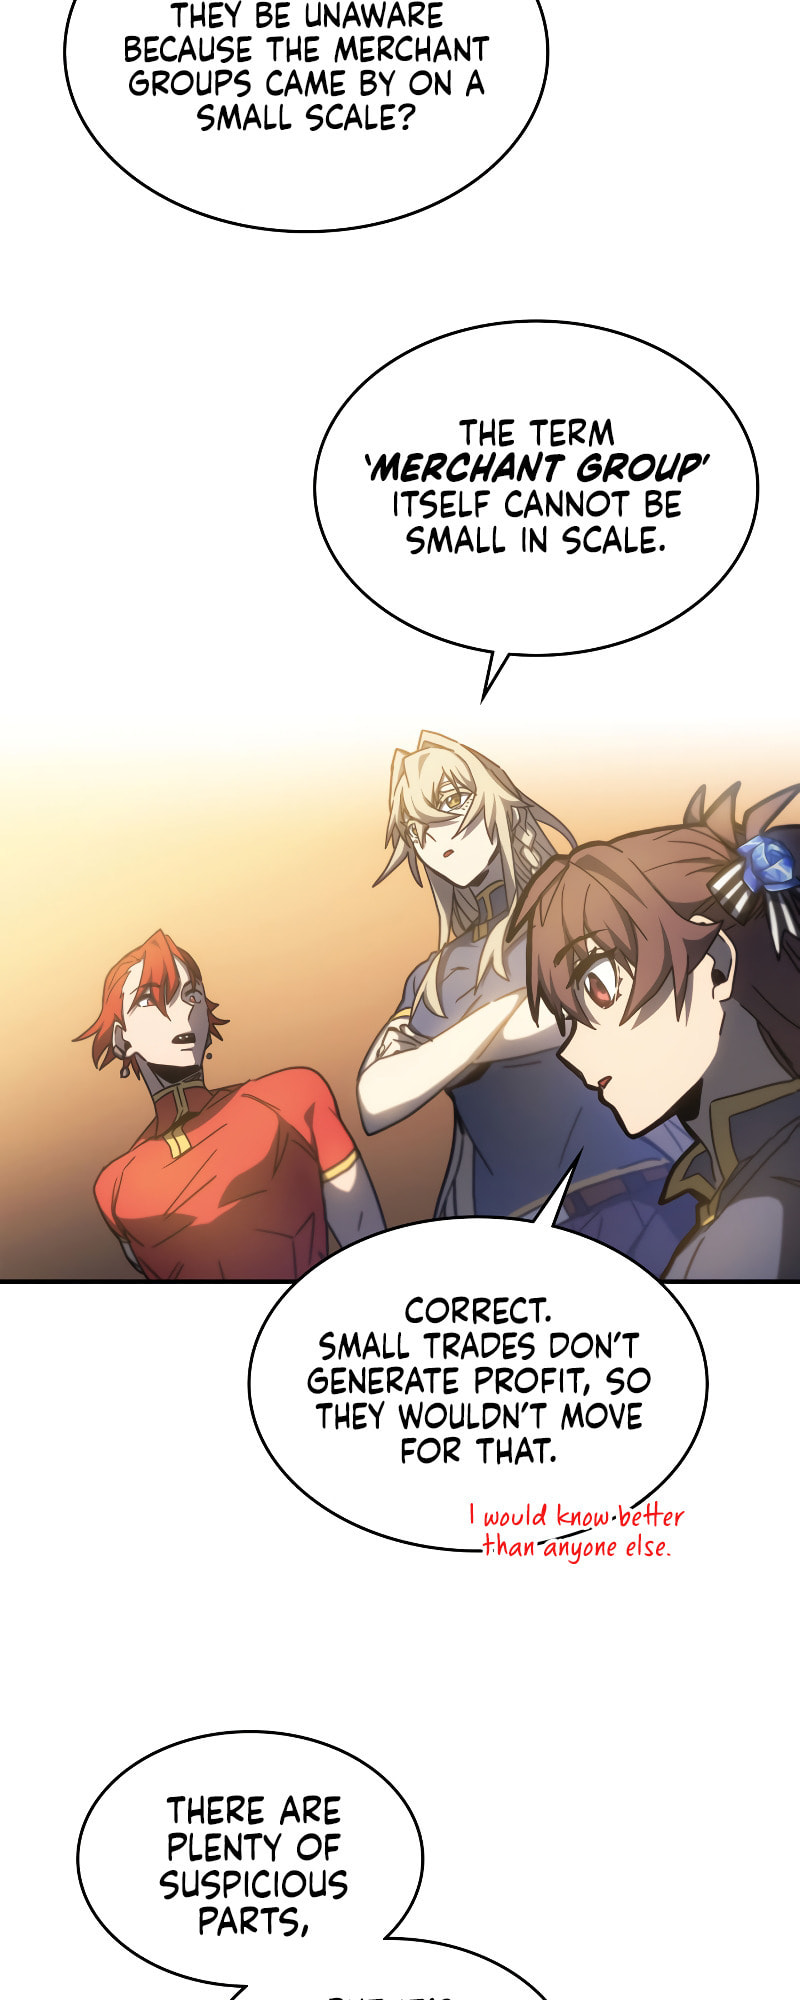 THEY BE UNAWARE
BECAUSE THE MERCHANT
GROUPS CAME BY ON A
SMALL SCALE?
THE TERM
'MERCHANT GROUP'
ITSELF CANNOT BE
SMALL IN SCALE.
CORRECT.
SMALL TRADES DON'T
GENERATE PROFIT, SO
THEY WOULDN'T MOVE
FOR THAT.
I would know better
than anyone else.
THERE ARE
PLENTY OF
SUSPICIOUS
PARTS,